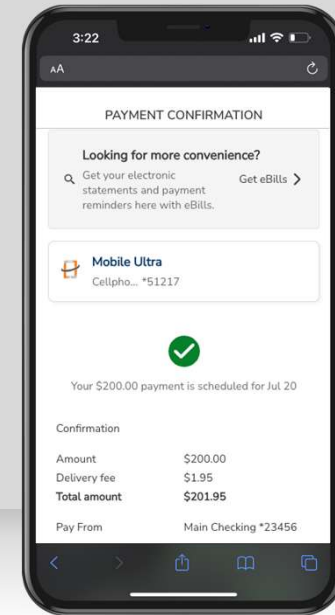 3:22
AA
PAYMENT CONFIRMATION
Looking for more convenience?
Get your electronic
statements and payment
reminders here with eBills.
Get eBills
Mobile Ultra
Cellpho... *51217
Your $200.00 payment is scheduled for Jul 20
Confirmation
Amount $200.00
Delivery fee $1.95
Total amount $201.95
Pay From Main Checking *23456